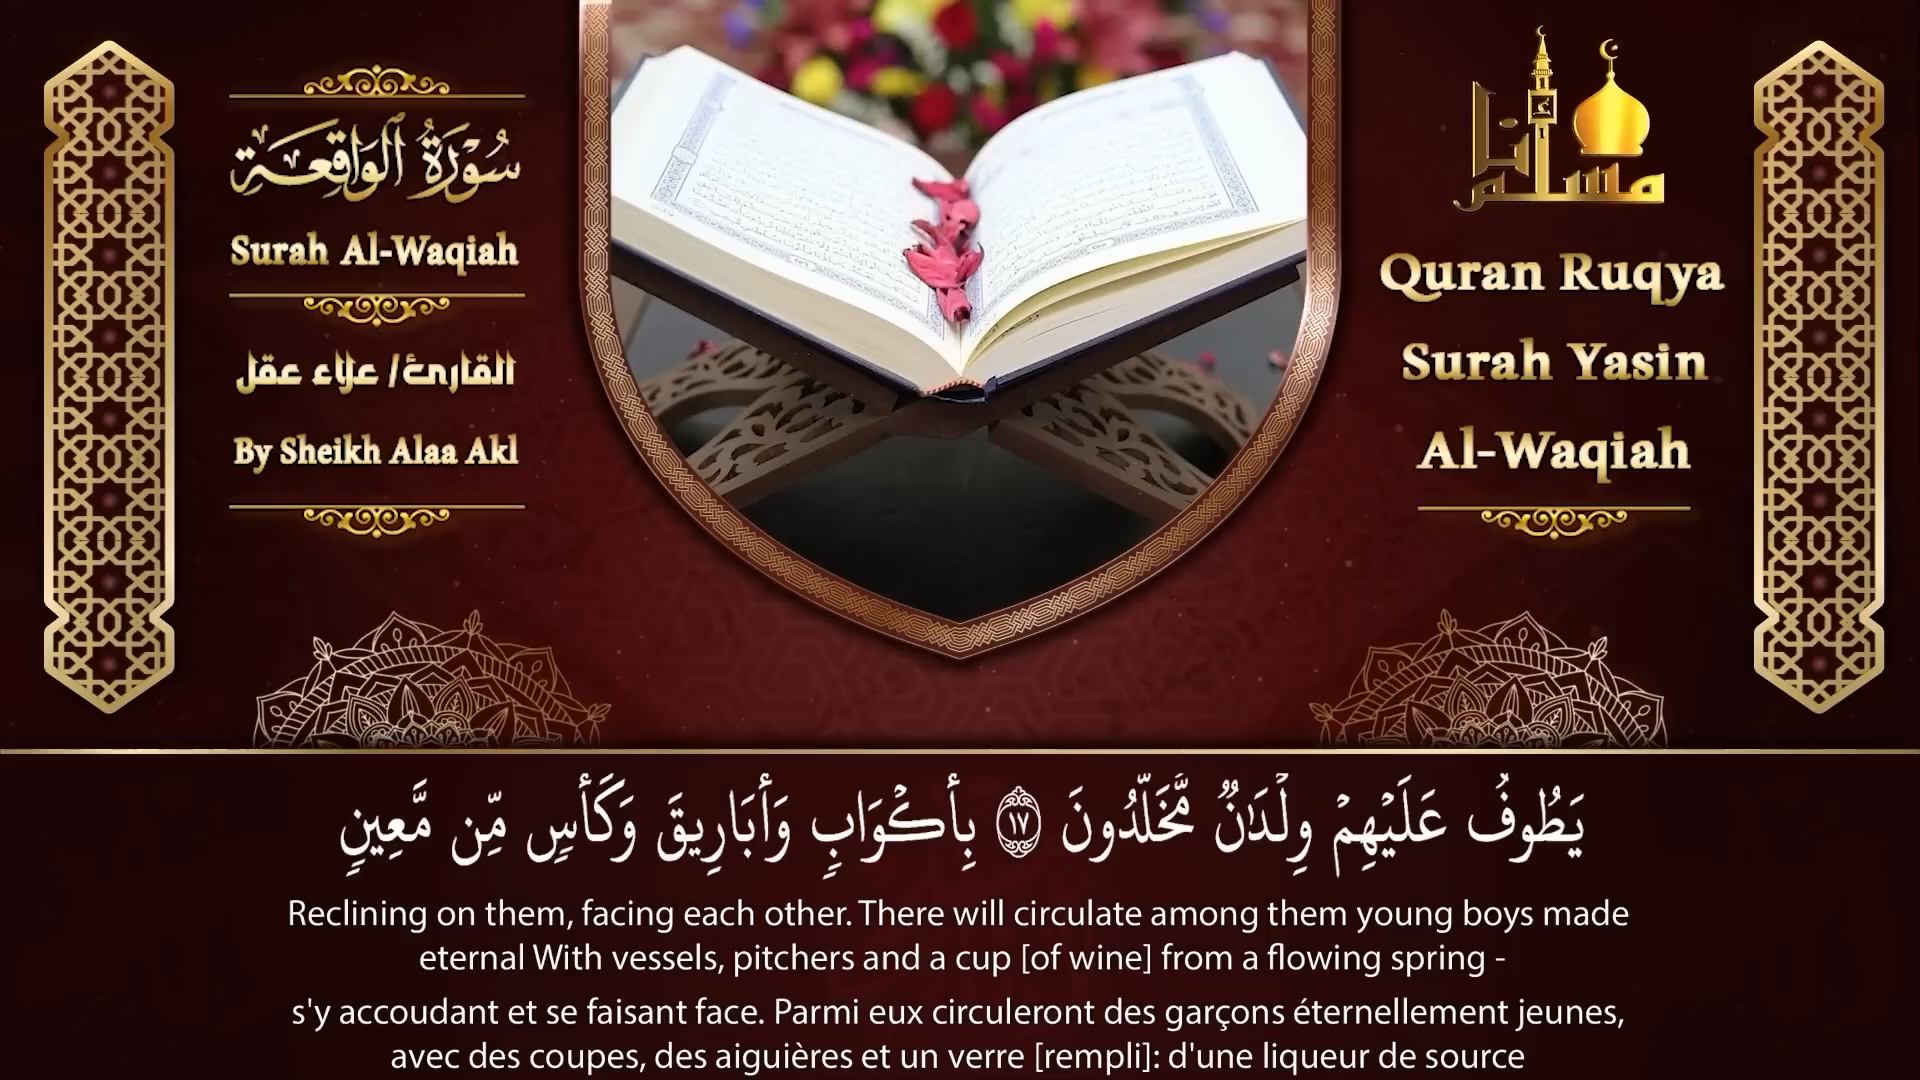 سُورَةُ الوَاقِعَة
Surah Al-Waqiah
القارئ/ علاء عقل
By Sheikh Alaa Akl
أنا مسلم
Quran Ruqya
Surah Yasin
Al-Waqiah
يَطُوفُ عَلَيْهِمْ وِلْدَٰنٌ مُّخَلَّدُونَ ١٧ بِأَكْوَابٍ وَأَبَارِيقَ وَكَأْسٍ مِّن مَّعِينٍ
Reclining on them, facing each other. There will circulate among them young boys made
eternal With vessels, pitchers and a cup [of wine] from a flowing spring -
s'y accoudant et se faisant face. Parmi eux circuleront des garçons éternellement jeunes,
avec des coupes, des aiguières et un verre [rempli]: d'une liqueur de source